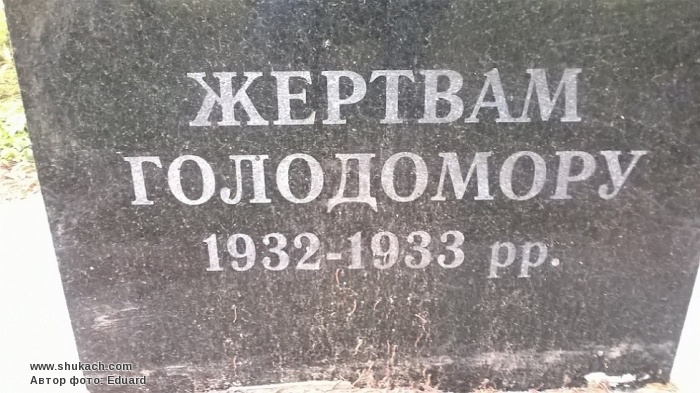 ЖЕРТВАМ
ГОЛОДОМОРУ
1932-1933 рр.
www.shukach.com
Автор фото: Eduard